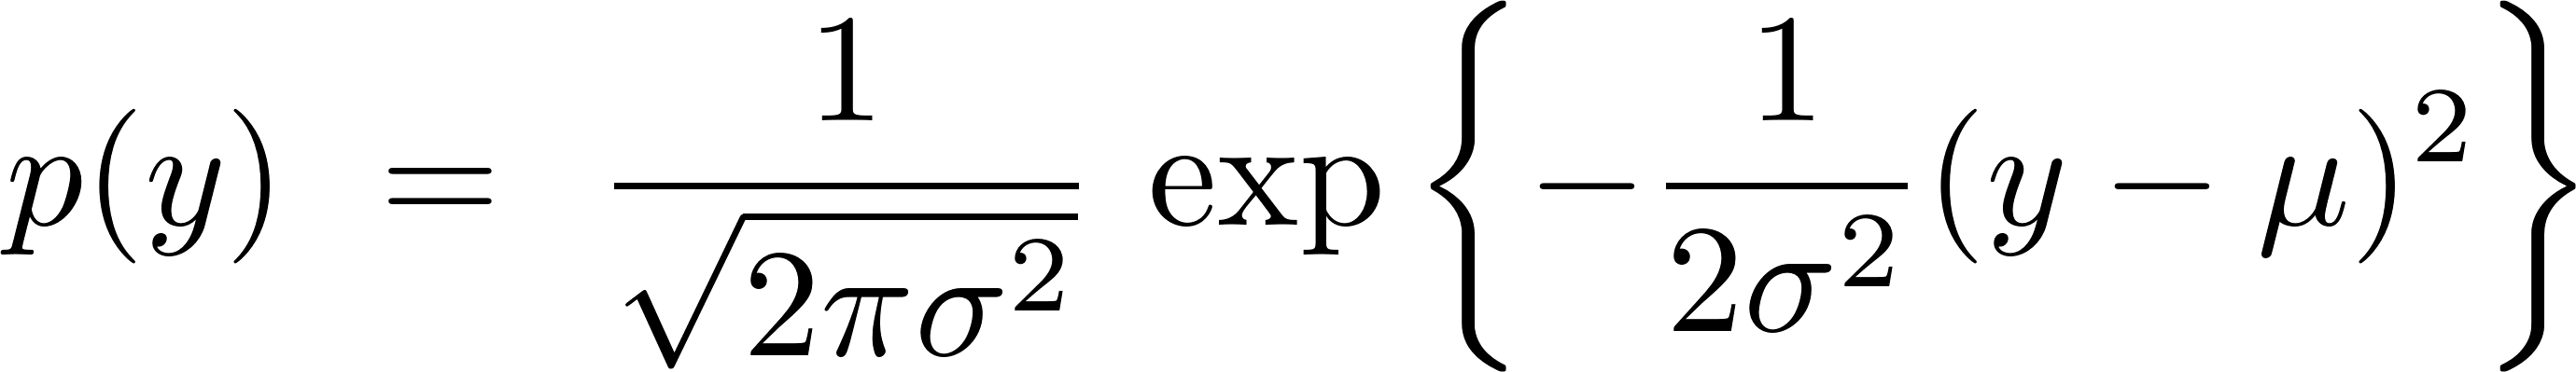 p(y) = \frac{1}{\sqrt{2\pi\sigma^2}} \exp\left\{ -\frac{1}{2\sigma^2}(y - \mu)^2 \right\}